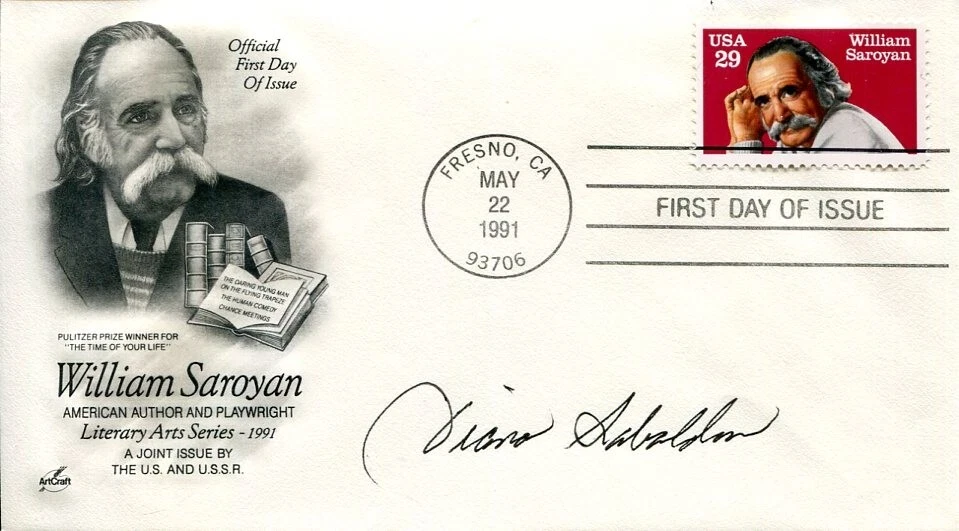 Official
First Day
Of Issue
USA
29
William
Saroyan
FRESNO, CA
MAY
22
1991
93706
FIRST DAY OF ISSUE
THE DARING YOUNG MAN
ON THE FLYING TRAPEZE
THE HUMAN COMEDY
CHANCE MEETINGS
PULITZER PRIZE WINNER FOR
"THE TIME OF YOUR LIFE"
William Saroyan
AMERICAN AUTHOR AND PLAYWRIGHT
Literary Arts Series - 1991
A JOINT ISSUE BY
THE U.S. AND U.S.S.R.
ArtCraft
Diana Gabaldon